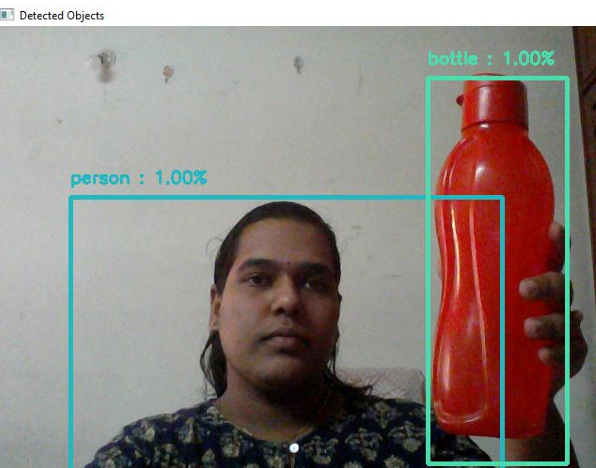 Detected Objects
bottle : 1.00%
person : 1.00%